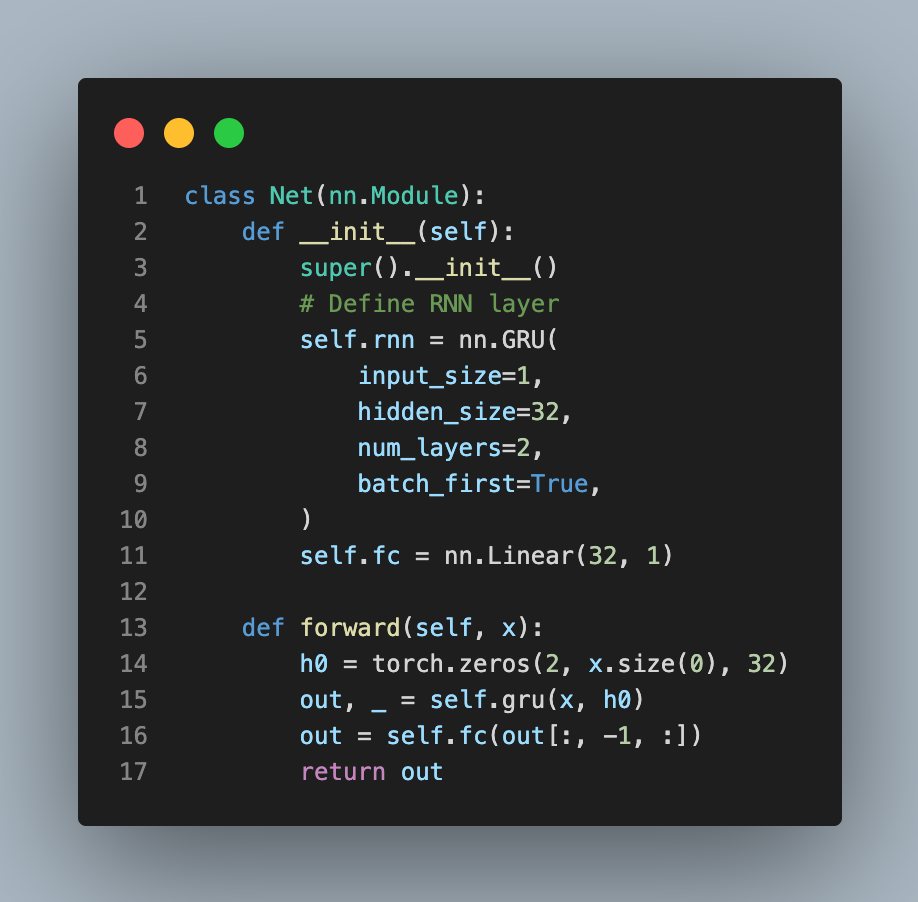 1 class Net(nn.Module):
2     def __init__(self):
3         super().__init__()
4         # Define RNN layer
5         self.rnn = nn.GRU(
6             input_size=1,
7             hidden_size=32,
8             num_layers=2,
9             batch_first=True,
10         )
11         self.fc = nn.Linear(32, 1)
12
13     def forward(self, x):
14         h0 = torch.zeros(2, x.size(0), 32)
15         out, _ = self.gru(x, h0)
16         out = self.fc(out[:, -1, :])
17         return out